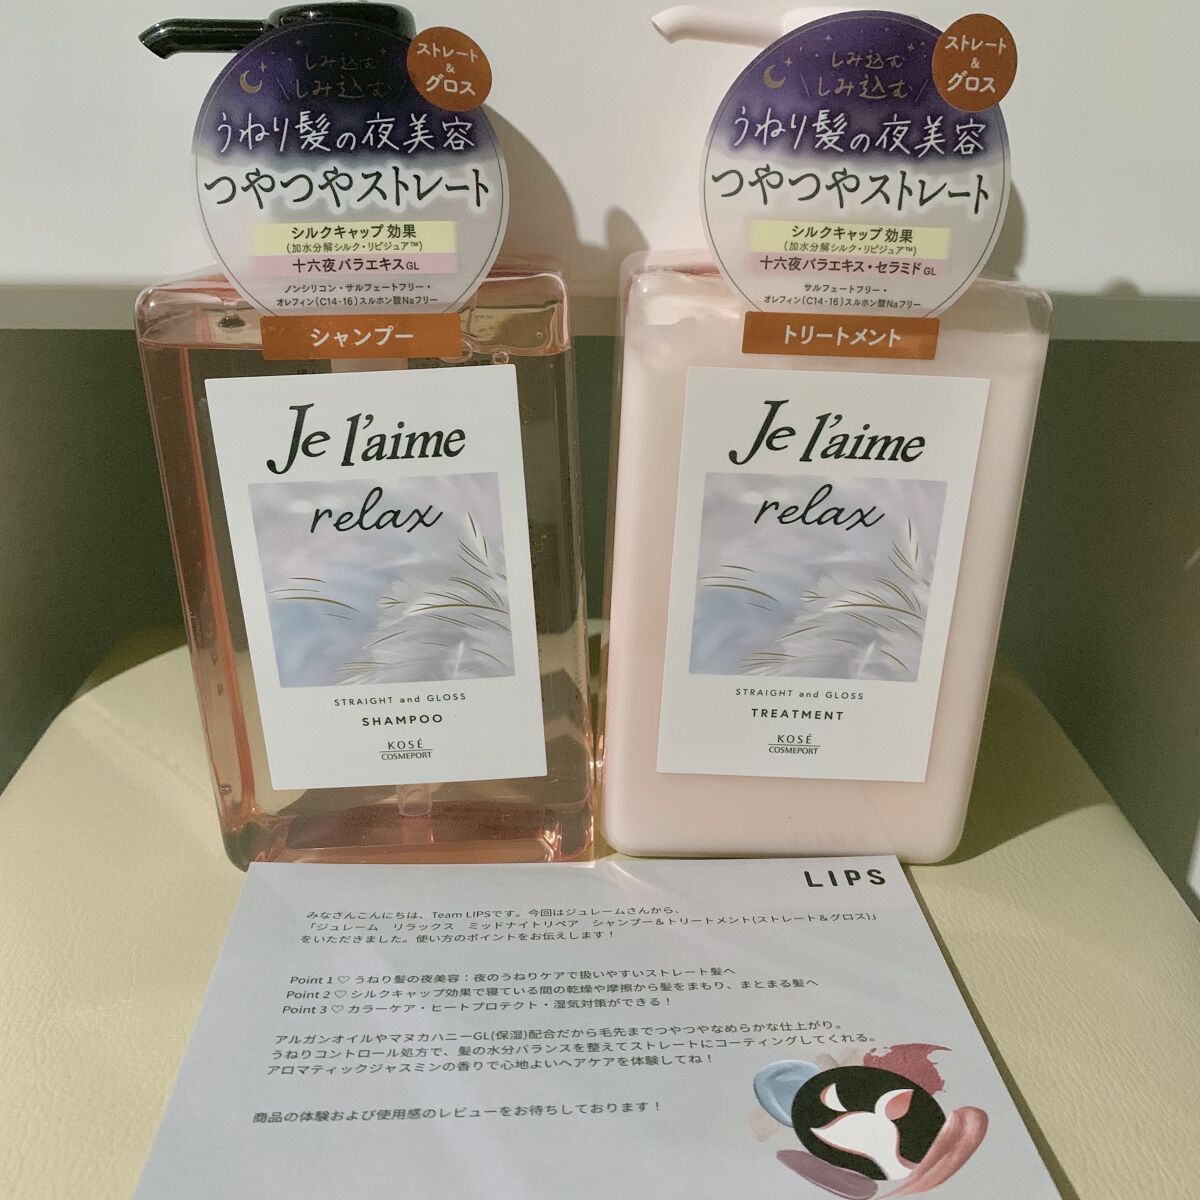 しみ込む
しみ込む
うねり髪の夜美容
つやつやストレート
ストレート
&
グロス
シルクキャップ効果
(加水分解シルク・リピジュア™)
十六夜バラエキスGL
ノンシリコン・サルフェートフリー・
オレフィン(C14-16)スルホン酸Naフリー
シャンプー
Je l'aime
relax
STRAIGHT and GLOSS
SHAMPOO
KOSÉ
COSMEPORT
しみ込む
しみ込む
うねり髪の夜美容
つやつやストレート
ストレート
&
グロス
シルクキャップ効果
(加水分解シルク・リピジュア™)
十六夜バラエキス・セラミドGL
サルフェートフリー・
オレフィン(C14-16)スルホン酸Naフリー
トリートメント
Je l'aime
relax
STRAIGHT and GLOSS
TREATMENT
KOSÉ
COSMEPORT
LIPS
みなさんこんにちは、Team LIPSです。今回はジュレームさんから、
「ジュレーム リラックス ミッドナイトリペア シャンプー＆トリートメント(ストレート＆グロス)」
をいただきました。使い方のポイントをお伝えします！
Point 1 ♡ うねり髪の夜美容：夜のうねりケアで扱いやすいストレート髪へ
Point 2 ♡ シルクキャップ効果で寝ている間の乾燥や摩擦から髪をまもり、まとまる髪へ
Point 3 ♡ カラーケア・ヒートプロテクト・湿気対策ができる！
アルガンオイルやマヌカハニーGL(保湿)配合だから毛先までつやつやなめらかな仕上がり。
うねりコントロール処方で、髪の水分バランスを整えてストレートにコーティングしてくれる。
アロマティックジャスミンの香りで心地よいヘアケアを体験してね！
商品の体験および使用感のレビューをお待ちしております！